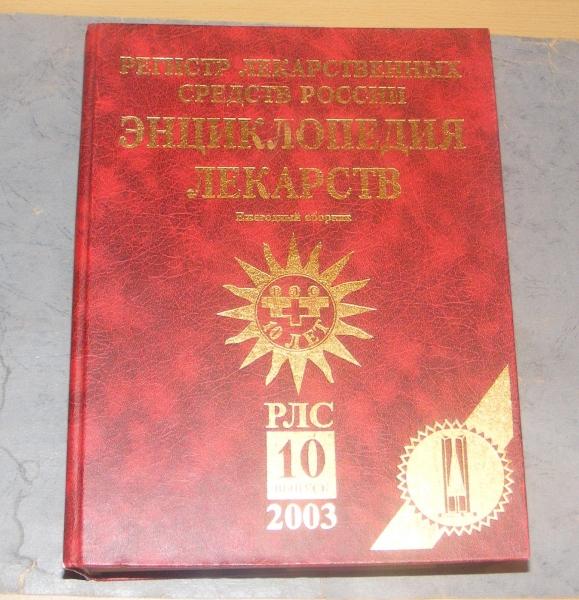 РЕГИСТР ЛЕКАРСТВЕННЫХ
СРЕДСТВ РОССИИ
ЭНЦИКЛОПЕДИЯ
ЛЕКАРСТВ
Ежегодный сборник
10 ЛЕТ
РЛС
10
ВЫПУСК
2003